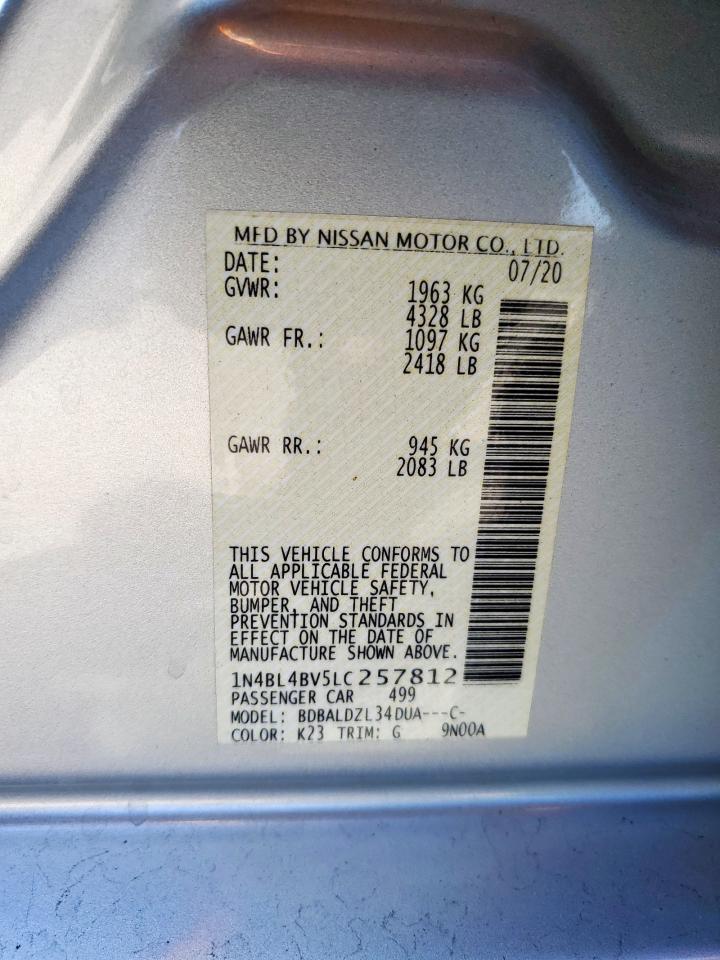 MFD BY NISSAN MOTOR CO., LTD.
DATE: 07/20
GVWR: 1963 KG
4328 LB
GAWR FR.: 1097 KG
2418 LB
GAWR RR.: 945 KG
2083 LB
THIS VEHICLE CONFORMS TO
ALL APPLICABLE FEDERAL
MOTOR VEHICLE SAFETY,
BUMPER, AND THEFT
PREVENTION STANDARDS IN
EFFECT ON THE DATE OF
MANUFACTURE SHOWN ABOVE.
1N4BL4BV5LC257812
PASSENGER CAR 499
MODEL: BDBALDZL34DUA---C-
COLOR: K23 TRIM: G 9N00A